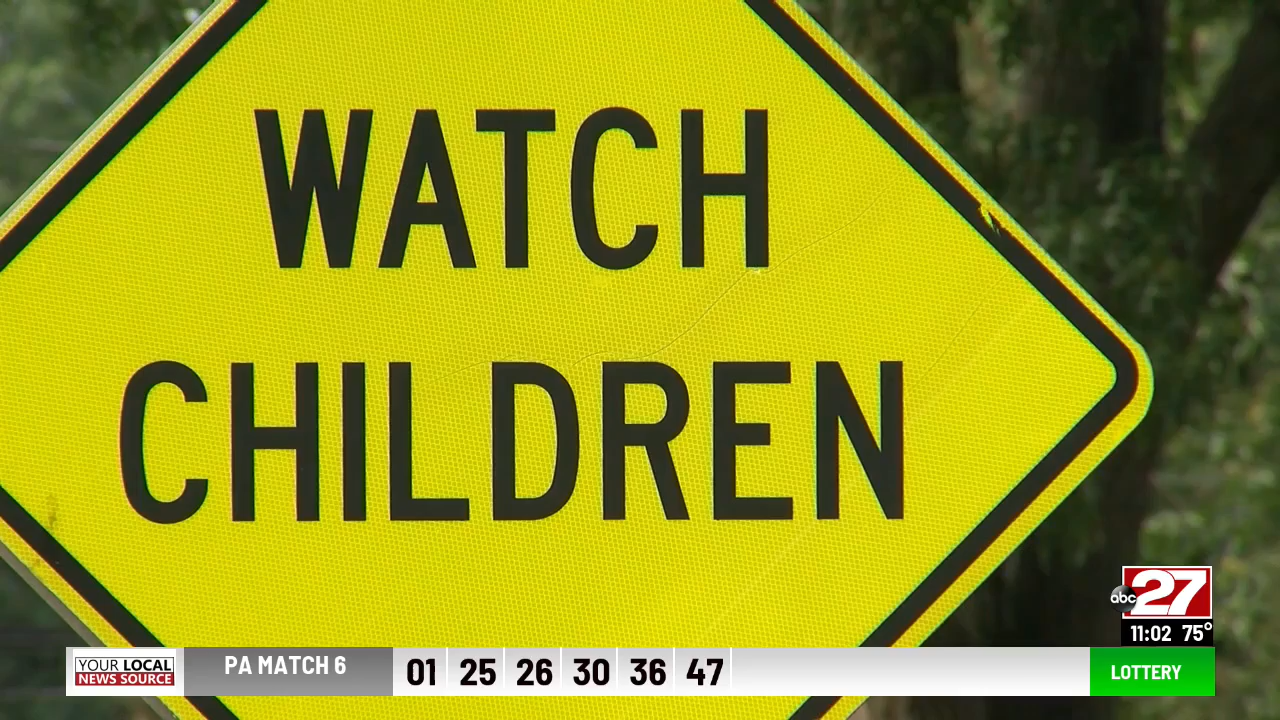 WATCH
CHILDREN
abc 27
11:02 75°
YOUR LOCAL
NEWS SOURCE
PA MATCH 6
01 25 26 30 36 47
LOTTERY